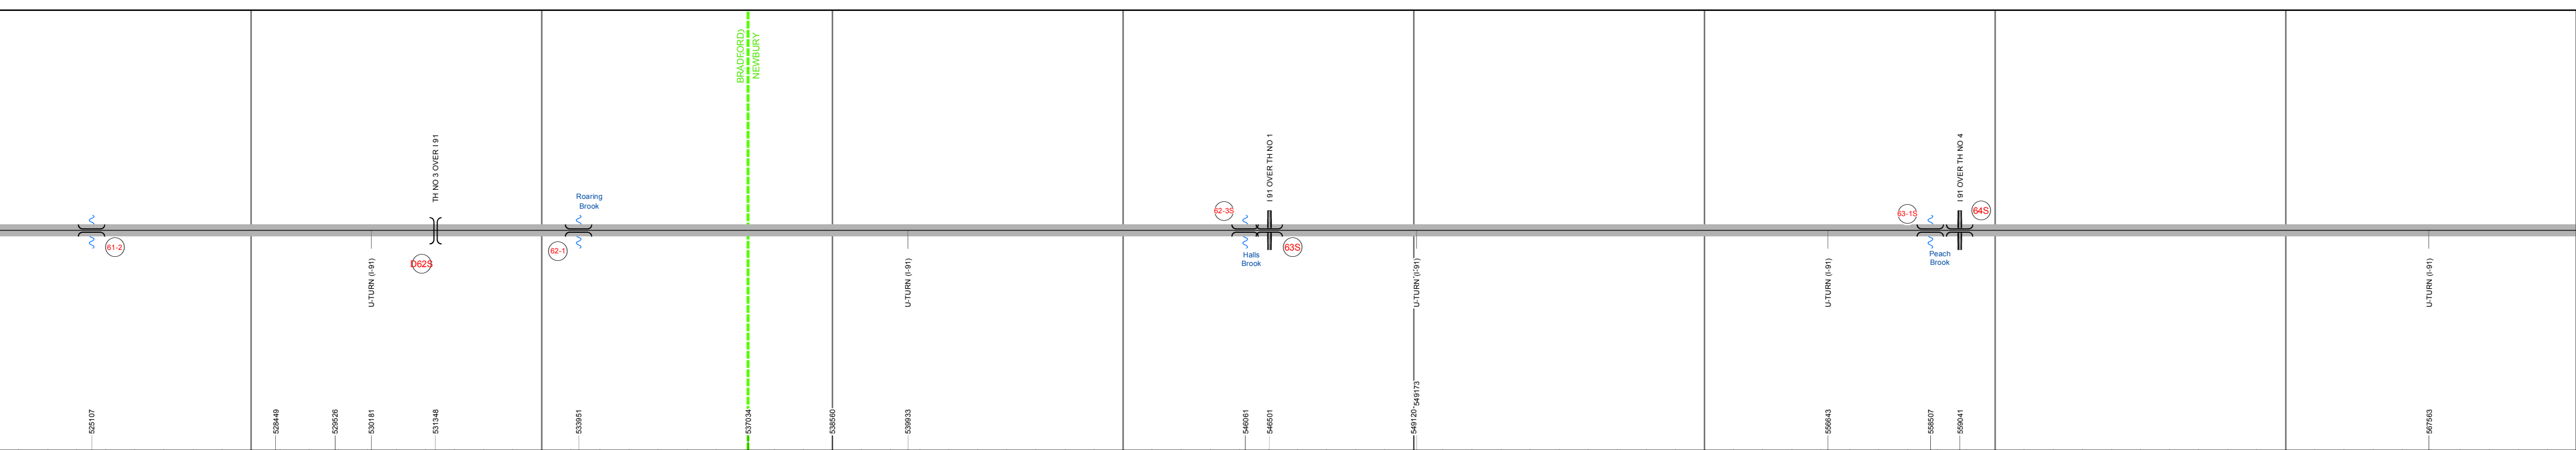 BRADFORD)
NEWBURY
TH NO 3 OVER I 91
I 91 OVER TH NO 1
I 91 OVER TH NO 4
Roaring
Brook
62-3S
63-1S
64S
61-2
D62S
62-1
63S
Halls
Brook
Peach
Brook
U-TURN (I-91)
U-TURN (I-91)
U-TURN (I-91)
U-TURN (I-91)
U-TURN (I-91)
525107
528449
529526
530181
531348
533951
537034
538560
539933
546061
546501
549120
549173
556643
558507
559041
567563